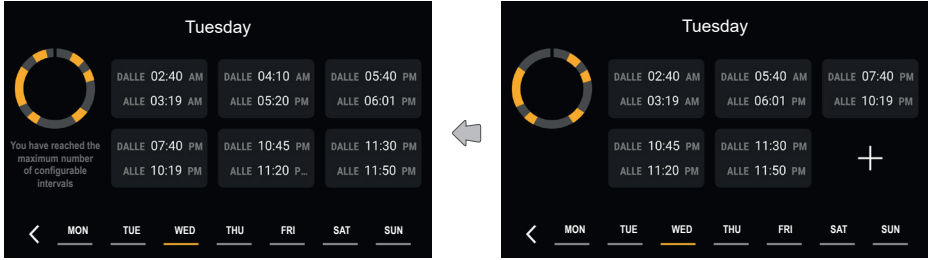 Tuesday
DALLE 02:40 AM DALLE 04:10 AM DALLE 05:40 PM
ALLE 03:19 AM ALLE 05:20 PM ALLE 06:01 PM
You have reached the
maximum number
of configurable
intervals
DALLE 07:40 PM DALLE 10:45 PM DALLE 11:30 PM
ALLE 10:19 PM ALLE 11:20 P... ALLE 11:50 PM
MON TUE WED THU FRI SAT SUN
Tuesday
DALLE 02:40 AM DALLE 05:40 AM DALLE 07:40 PM
ALLE 03:19 AM ALLE 06:01 PM ALLE 10:19 PM
DALLE 10:45 PM DALLE 11:30 PM
ALLE 11:20 PM ALLE 11:50 PM
MON TUE WED THU FRI SAT SUN